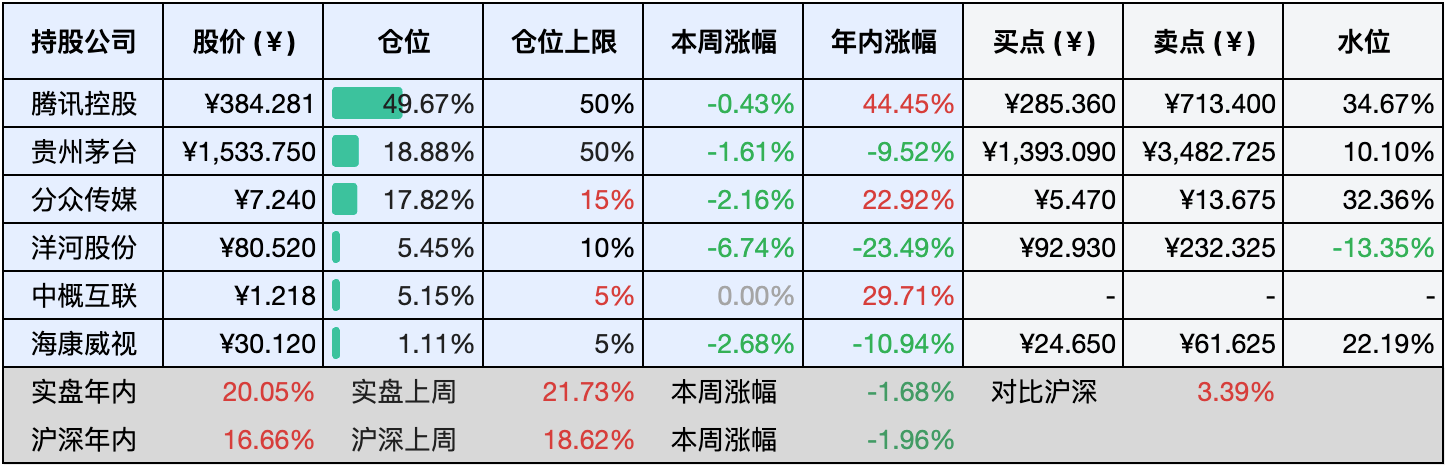 持股公司 股价 (¥) 仓位 仓位上限 本周涨幅 年内涨幅 买点 (¥) 卖点 (¥) 水位
腾讯控股 ¥384.281 49.67% 50% -0.43% 44.45% ¥285.360 ¥713.400 34.67%
贵州茅台 ¥1,533.750 18.88% 50% -1.61% -9.52% ¥1,393.090 ¥3,482.725 10.10%
分众传媒 ¥7.240 17.82% 15% -2.16% 22.92% ¥5.470 ¥13.675 32.36%
洋河股份 ¥80.520 5.45% 10% -6.74% -23.49% ¥92.930 ¥232.325 -13.35%
中概互联 ¥1.218 5.15% 5% 0.00% 29.71% - - -
海康威视 ¥30.120 1.11% 5% -2.68% -10.94% ¥24.650 ¥61.625 22.19%
实盘年内 20.05% 实盘上周 21.73% 本周涨幅 -1.68% 对比沪深 3.39%
沪深年内 16.66% 沪深上周 18.62% 本周涨幅 -1.96%